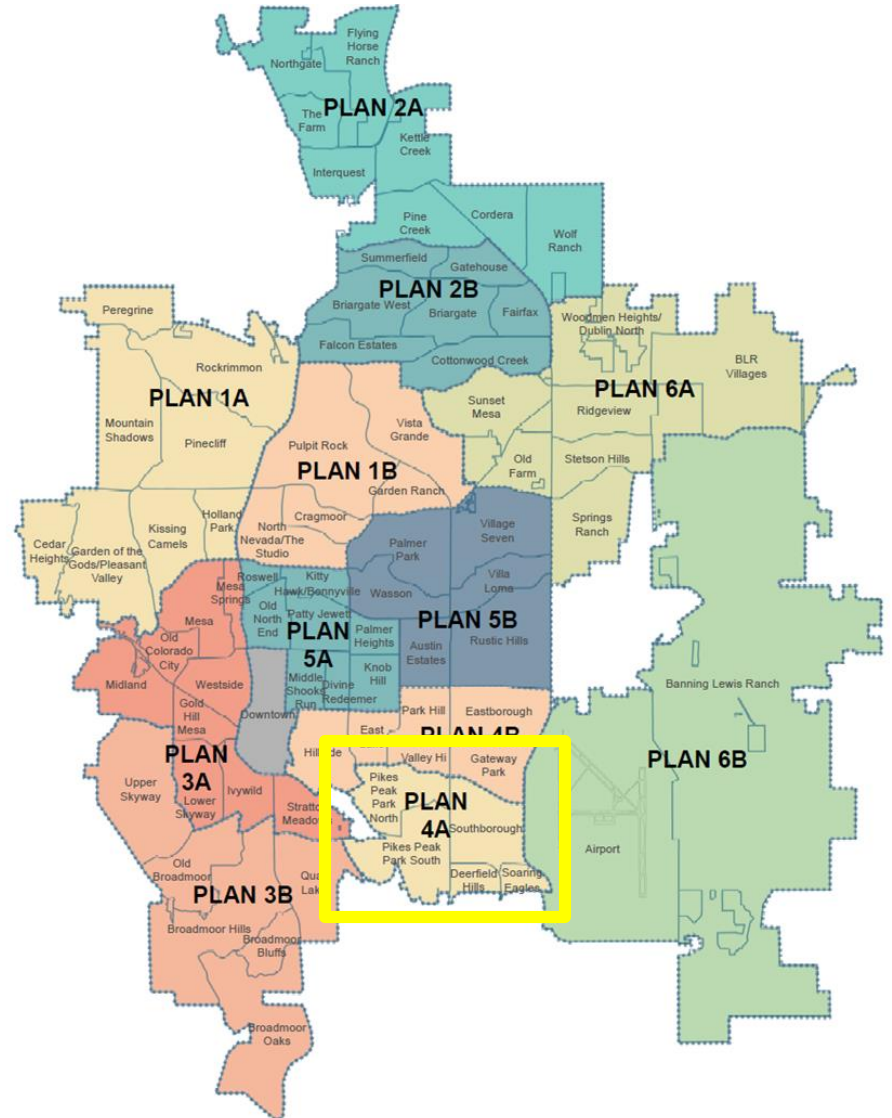 Flying
Horse
Ranch
Northgate
PLAN 2A
The
Farm
Kettle
Creek
Interquest
Pine
Creek
Cordera
Wolf
Ranch
Summerfield
Gatehouse
PLAN 2B
Briargate West
Briargate
Fairfax
Falcon Estates
Cottonwood Creek
Peregrine
Rockrimmon
PLAN 1A
Mountain
Shadows
Pinecliff
Woodmen Heights/
Dublin North
BLR
Villages
PLAN 6A
Sunset
Mesa
Ridgeview
Old
Farm
Stetson Hills
Springs
Ranch
Vista
Grande
Pulpit Rock
PLAN 1B
Garden Ranch
Cragmoor
North
Nevada/The
Studio
Holland
Park
Kissing
Camels
Cedar
Heights
Garden of the
Gods/Pleasant
Valley
Palmer
Park
Village
Seven
Wasson
Villa
Loma
PLAN 5B
Rustic Hills
Austin
Estates
Roswell
Kitty
Hawk/Bonnyville
Old
North
End
Patty Jewett
PLAN
5A
Palmer
Heights
Middle
Shooks
Run
Divine
Redeemer
Knob
Hill
Mesa
Springs
Mesa
Old
Colorado
City
Midland
Westside
Gold
Hill
Mesa
Downtown
PLAN
3A
Upper
Skyway
Lower
Skyway
Ivywild
Stratton
Meadows
Park Hill
Eastborough
PLAN 4B
East
Valley Hi
Gateway
Park
Pikes
Peak
Park
North
PLAN
4A
Southborough
Pikes Peak
Park South
Deerfield
Hills
Soaring
Eagles
Old
Broadmoor
PLAN 3B
Broadmoor Hills
Broadmoor
Bluffs
Broadmoor
Oaks
Banning Lewis Ranch
PLAN 6B
Airport